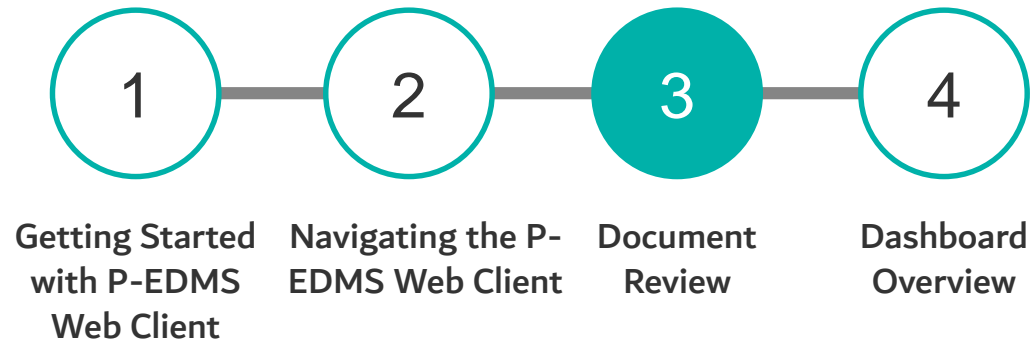 1
2
3
4
Getting Started
with P-EDMS
Web Client
Navigating the P-
EDMS Web Client
Document
Review
Dashboard
Overview